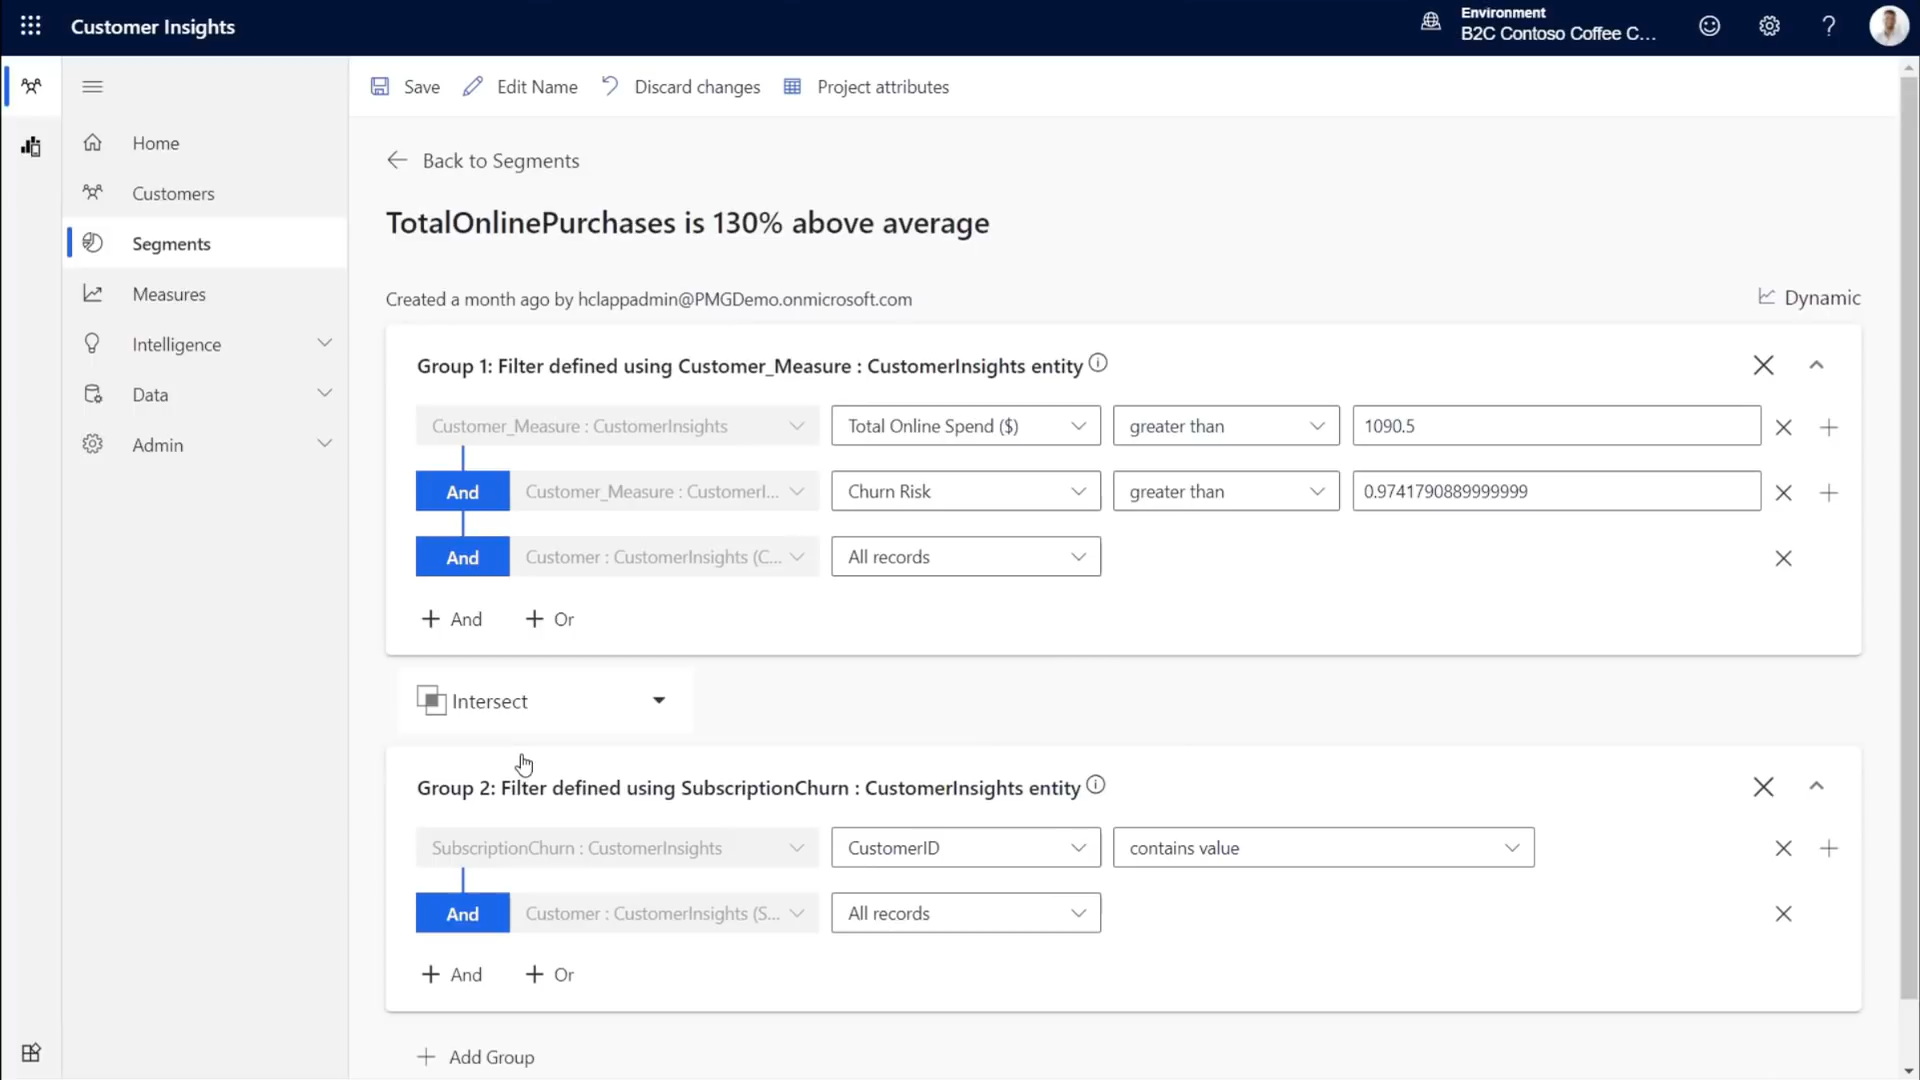 Customer Insights
Environment
B2C Contoso Coffee C...
?
Save
Edit Name
Discard changes
Project attributes
Home
Customers
Segments
Measures
Intelligence
Data
Admin
Back to Segments
TotalOnlinePurchases is 130% above average
Created a month ago by hclappadmin@PMGDemo.onmicrosoft.com
Dynamic
Group 1: Filter defined using Customer_Measure : CustomerInsights entity
Customer_Measure : CustomerInsights
Total Online Spend ($)
greater than
1090.5
And
Customer_Measure : CustomerI...
Churn Risk
greater than
0.9741790889999999
And
Customer : CustomerInsights (C...
All records
+ And
+ Or
Intersect
Group 2: Filter defined using SubscriptionChurn : CustomerInsights entity
SubscriptionChurn : CustomerInsights
CustomerID
contains value
And
Customer : CustomerInsights (S...
All records
+ And
+ Or
+ Add Group